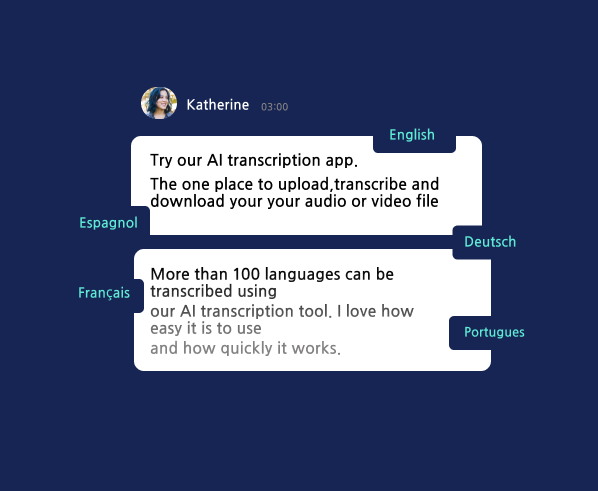 Katherine 03:00
English
Try our AI transcription app.
The one place to upload,transcribe and
download your your audio or video file
Espagnol
Deutsch
More than 100 languages can be
transcribed using
Français
our AI transcription tool. I love how
easy it is to use
Portugues
and how quickly it works.